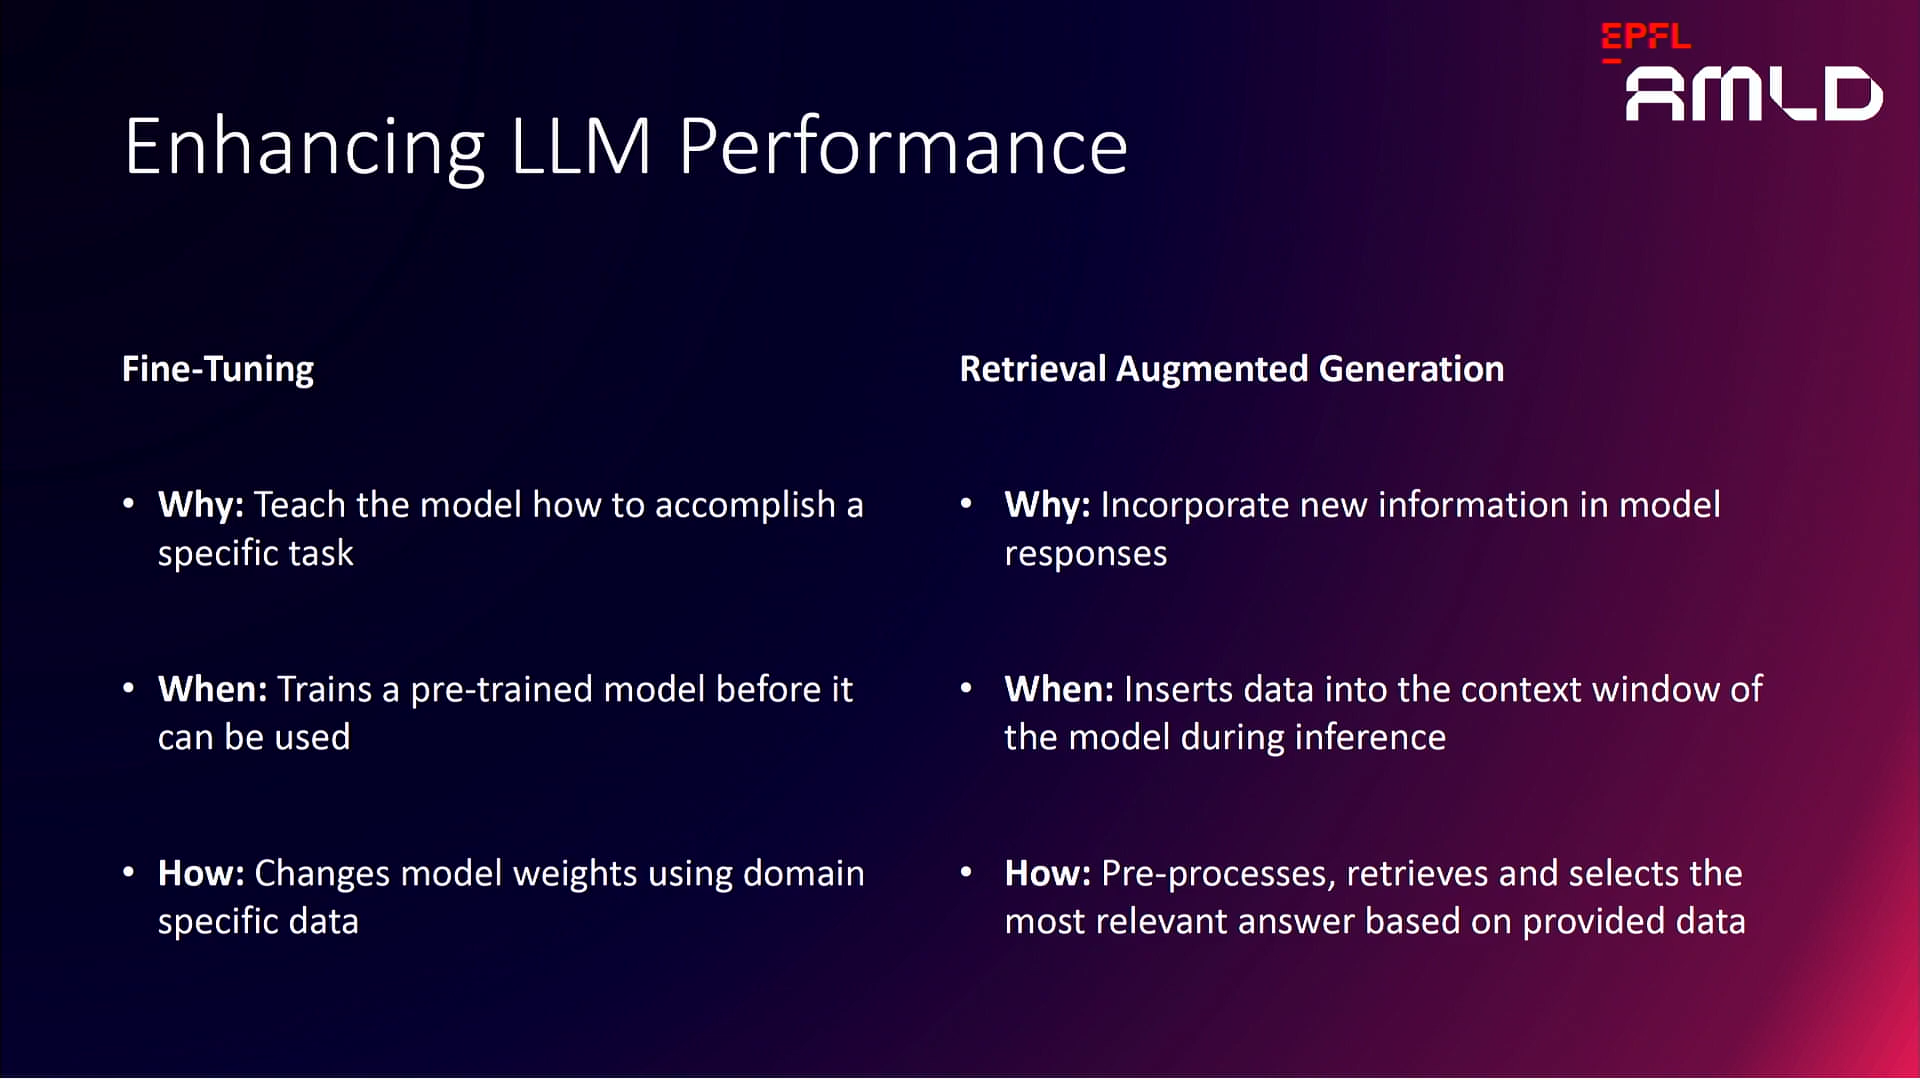 EPFL
AMLD
Enhancing LLM Performance
Fine-Tuning
• Why: Teach the model how to accomplish a
specific task
• When: Trains a pre-trained model before it
can be used
• How: Changes model weights using domain
specific data
Retrieval Augmented Generation
• Why: Incorporate new information in model
responses
• When: Inserts data into the context window of
the model during inference
• How: Pre-processes, retrieves and selects the
most relevant answer based on provided data